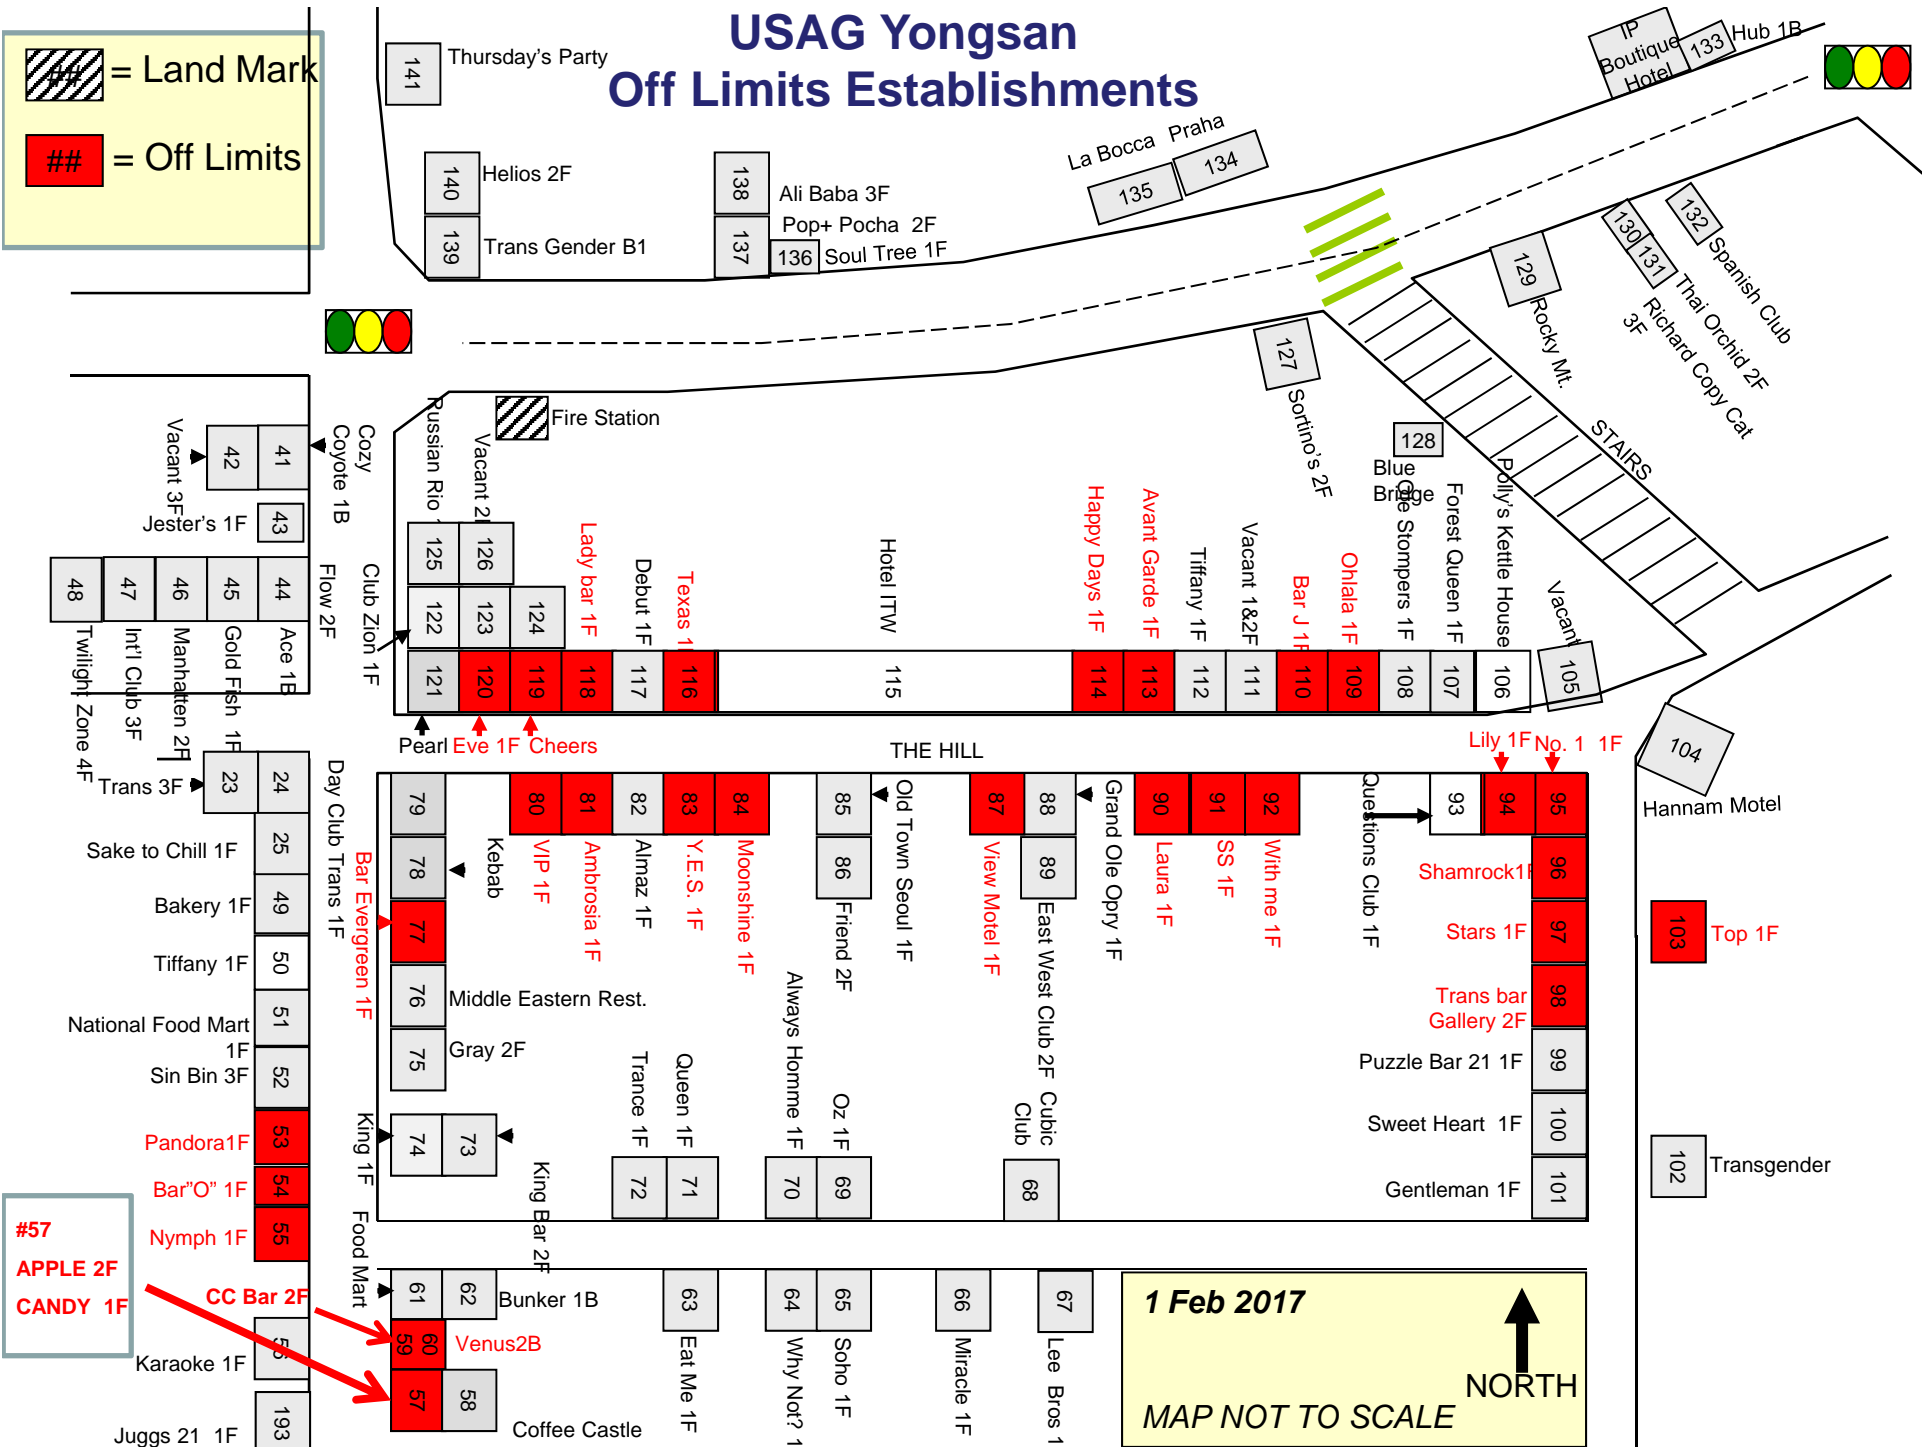 USAG Yongsan
Off Limits Establishments
## = Land Mark
## = Off Limits
141
Thursday's Party
140
Helios 2F
139
Trans Gender B1
138
Ali Baba 3F
137
Pop+ Pocha 2F
136
Soul Tree 1F
La Bocca
135
Praha
134
IP
Boutique
Hotel
133
Hub 1B
132
Spanish Club
130
131
Thai Orchid 2F
Richard Copy Cat
3F
129
Rocky Mt.
STAIRS
127
Sortino's 2F
128
Blue
Bridge
Fire Station
Russian Rio
Vacant 2F
125
126
122
123
124
Club Zion 1F
Vacant 3F
42
41
Cozy
Coyote 1B
Jester's 1F
43
48
47
46
45
44
Flow 2F
Twilight Zone 4F
Int'l Club 3F
Manhatten 2F
Gold Fish 1F
Ace 1B
Lady bar 1F
Debut 1F
Texas
Hotel ITW
Happy Days 1F
Avant Garde 1F
Tiffany 1F
Vacant 1&2F
Bar J 1F
Ohlala 1F
Stompers 1F
Forest Queen 1F
Polly's Kettle House
Vacant
121
120
119
118
117
116
115
114
113
112
111
110
109
108
107
106
105
Pearl
Eve 1F
Cheers
THE HILL
Lily 1F
No. 1 1F
104
Hannam Motel
Trans 3F
23
24
Day Club Trans 1F
Sake to Chill 1F
25
Bakery 1F
49
Tiffany 1F
50
National Food Mart
1F
51
Sin Bin 3F
52
Pandora1F
53
Bar"O" 1F
54
Nymph 1F
55
Karaoke 1F
Juggs 21 1F
193
#57
APPLE 2F
CANDY 1F
CC Bar 2F
79
78
Kebab
77
Bar Evergreen 1F
76
Middle Eastern Rest.
75
Gray 2F
74
King 1F
73
King Bar 2F
80
VIP 1F
81
Ambrosia 1F
82
Almaz 1F
83
Y.E.S. 1F
84
Moonshine 1F
85
Old Town Seoul 1F
86
Friend 2F
87
View Motel 1F
88
Grand Ole Opry 1F
89
East West Club 2F
90
Laura 1F
91
SS 1F
92
With me 1F
93
Questions Club 1F
94
95
Shamrock1F
96
Stars 1F
97
Trans bar
Gallery 2F
98
Puzzle Bar 21 1F
99
Sweet Heart 1F
100
Gentleman 1F
101
103
Top 1F
102
Transgender
Trance 1F
72
Queen 1F
71
Always Homme 1F
70
Oz 1F
69
Cubic
Club
68
Food Mart
61
62
Bunker 1B
59
60
Venus2B
57
58
Coffee Castle
63
Eat Me 1F
64
Why Not? 1
65
Soho 1F
66
Miracle 1F
67
Lee Bros 1
1 Feb 2017
NORTH
MAP NOT TO SCALE